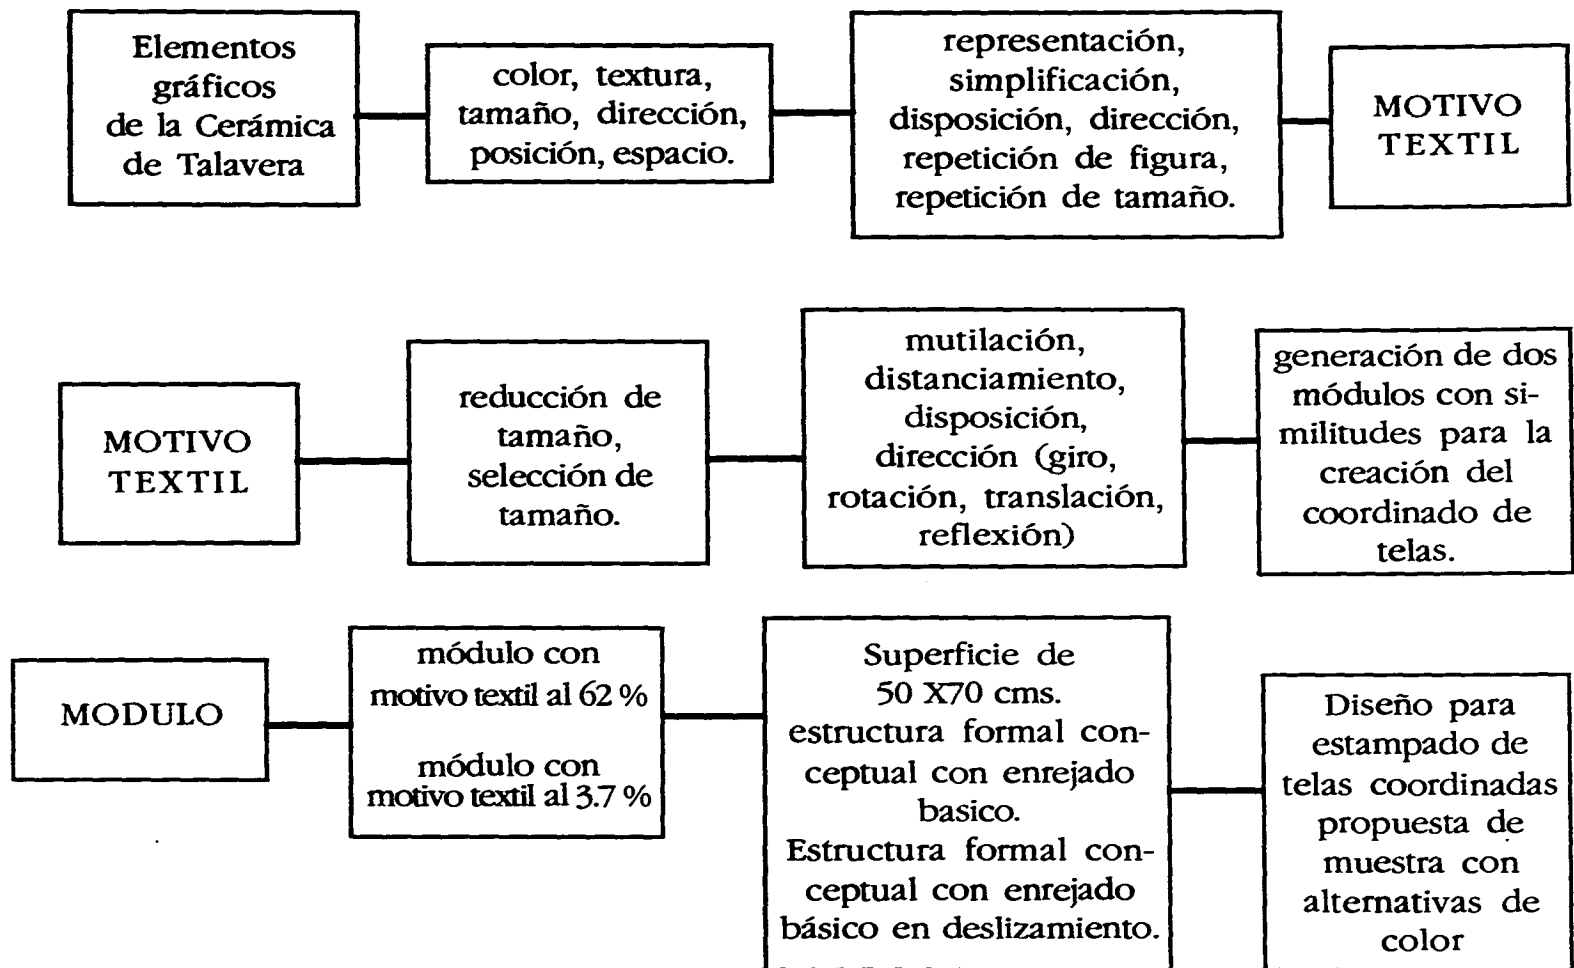 Elementos
gráficos
de la Cerámica
de Talavera
color, textura,
tamaño, dirección,
posición, espacio.
representación,
simplificación,
disposición, dirección,
repetición de figura,
repetición de tamaño.
MOTIVO
TEXTIL
MOTIVO
TEXTIL
reducción de
tamaño,
selección de
tamaño.
mutilación,
distanciamiento,
disposición,
dirección (giro,
rotación, translación,
reflexión)
generación de dos
módulos con si-
militudes para la
creación del
coordinado de
telas.
MODULO
módulo con
motivo textil al 62 %
módulo con
motivo textil al 3.7 %
Superficie de
50 X70 cms.
estructura formal con-
ceptual con enrejado
basico.
Estructura formal con-
ceptual con enrejado
básico en deslizamiento.
Diseño para
estampado de
telas coordinadas
propuesta de
muestra con
alternativas de
color